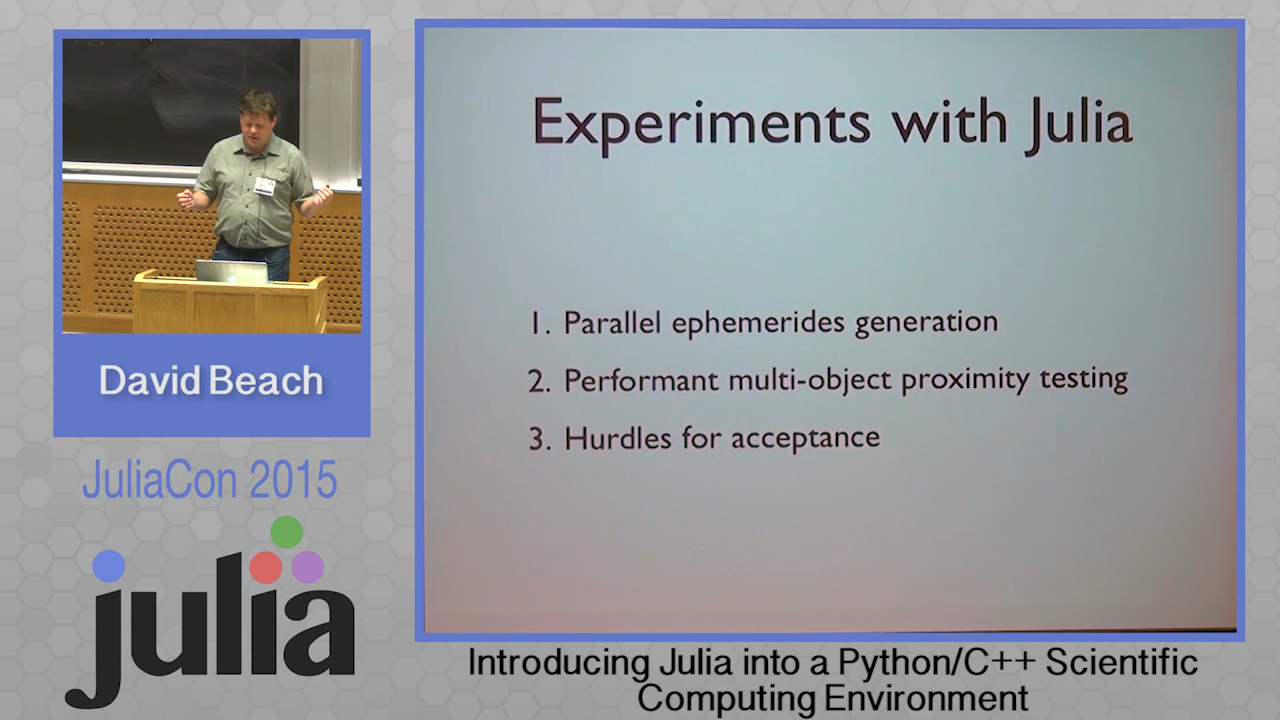 Experiments with Julia
1. Parallel ephemerides generation
2. Performant multi-object proximity testing
3. Hurdles for acceptance
David Beach
JuliaCon 2015
julia
Introducing Julia into a Python/C++ Scientific
Computing Environment